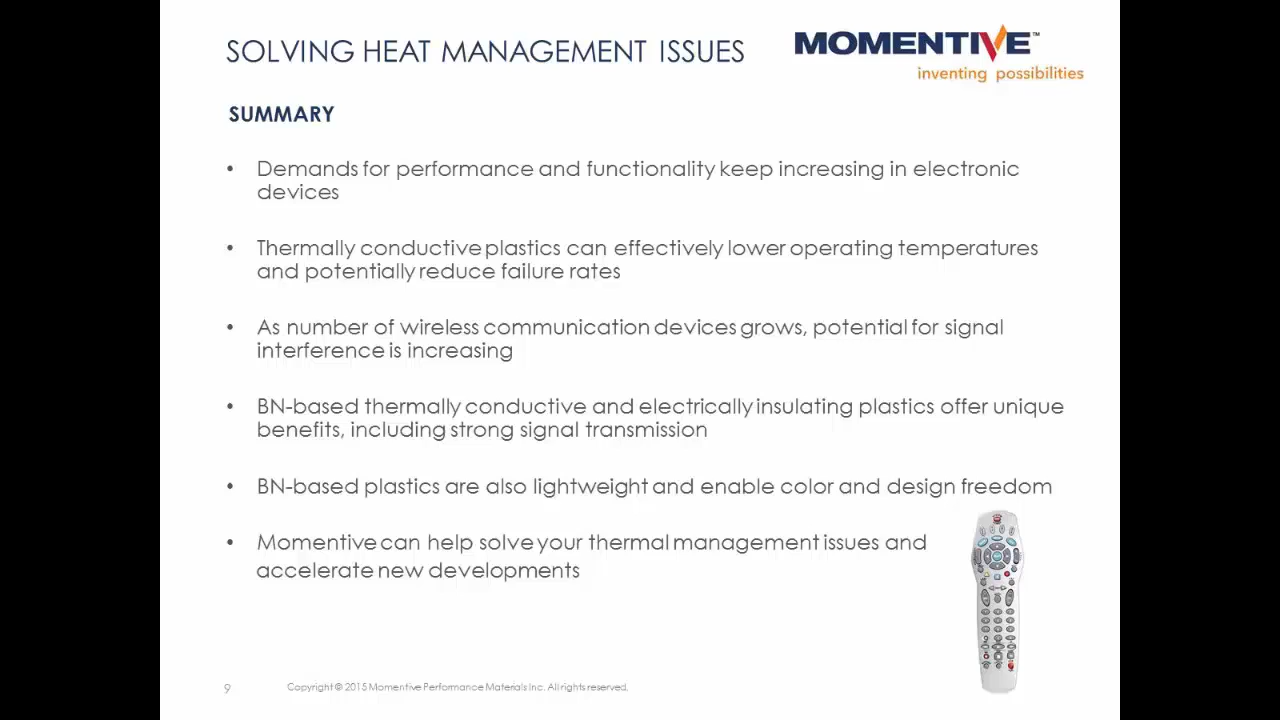 SOLVING HEAT MANAGEMENT ISSUES
MOMENTIVE™
inventing possibilities
SUMMARY
• Demands for performance and functionality keep increasing in electronic
devices
• Thermally conductive plastics can effectively lower operating temperatures
and potentially reduce failure rates
• As number of wireless communication devices grows, potential for signal
interference is increasing
• BN-based thermally conductive and electrically insulating plastics offer unique
benefits, including strong signal transmission
• BN-based plastics are also lightweight and enable color and design freedom
• Momentive can help solve your thermal management issues and
accelerate new developments
9
Copyright © 2015 Momentive Performance Materials Inc. All rights reserved.